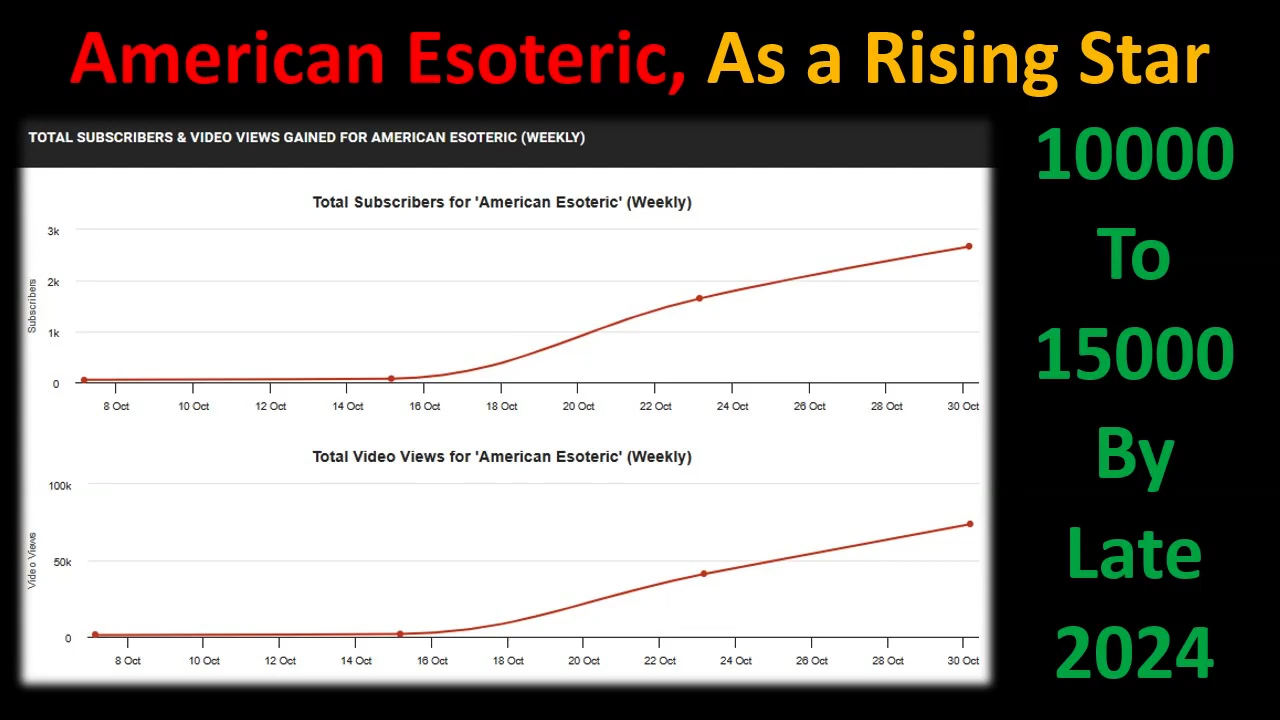 American Esoteric, As a Rising Star
TOTAL SUBSCRIBERS & VIDEO VIEWS GAINED FOR AMERICAN ESOTERIC (WEEKLY)
Total Subscribers for 'American Esoteric' (Weekly)
3k
2k
1k
0
Subscribers
8 Oct 10 Oct 12 Oct 14 Oct 16 Oct 18 Oct 20 Oct 22 Oct 24 Oct 26 Oct 28 Oct 30 Oct
Total Video Views for 'American Esoteric' (Weekly)
100k
50k
0
Video Views
8 Oct 10 Oct 12 Oct 14 Oct 16 Oct 18 Oct 20 Oct 22 Oct 24 Oct 26 Oct 28 Oct 30 Oct
10000
To
15000
By
Late
2024